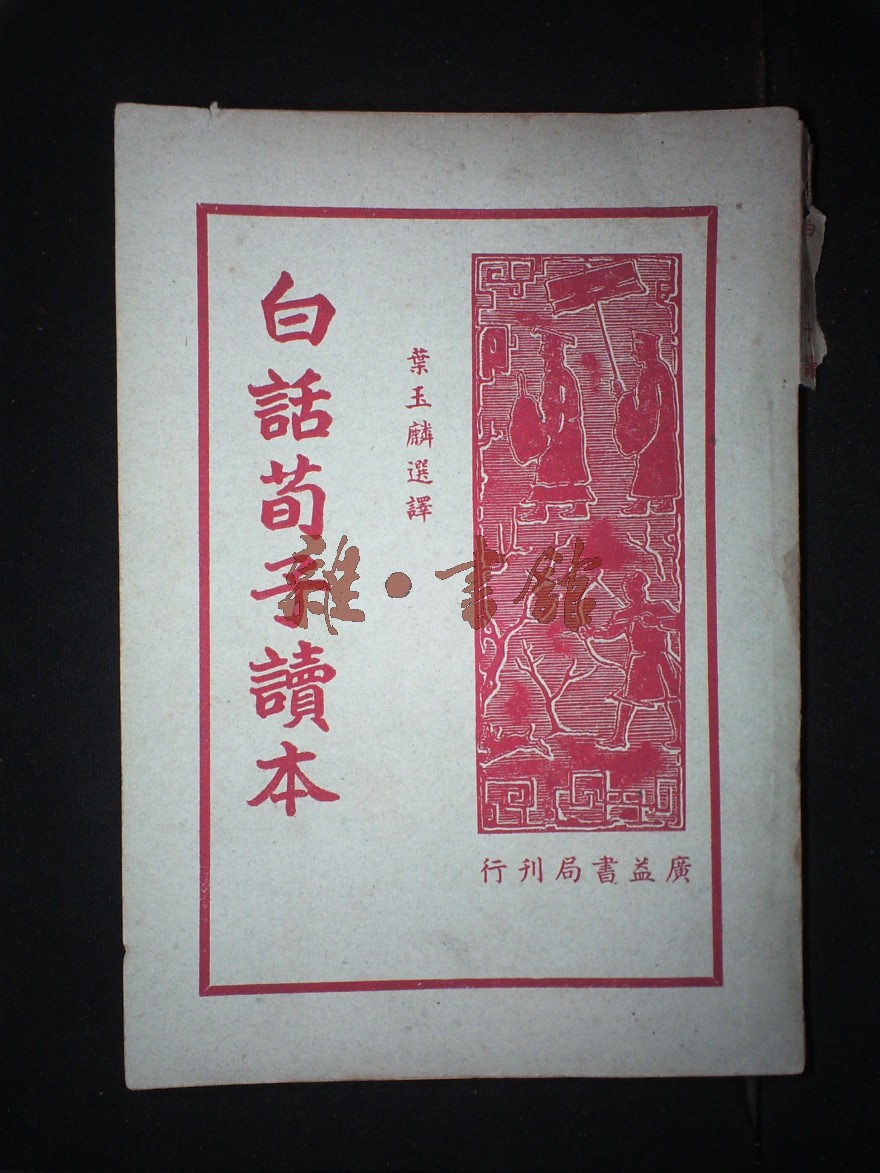 白話荀子讀本
葉玉麟選譯
廣益書局刊行
雜·書館